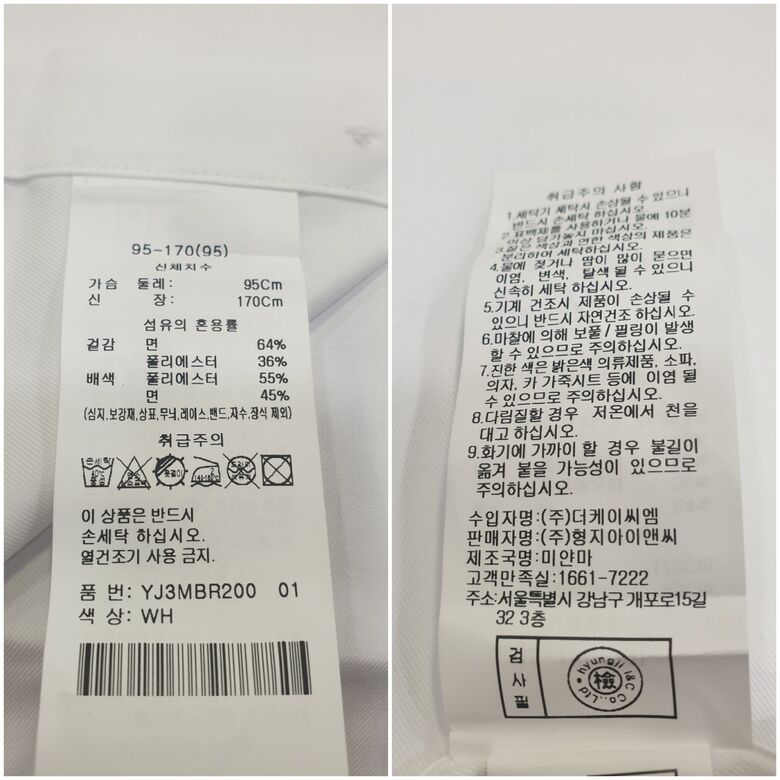 95-170(95)
신체치수
가슴 둘레: 95Cm
신 장: 170Cm
섬유의 혼용률
겉감 면 64%
폴리에스터 36%
배색 폴리에스터 55%
면 45%
(심지,보강재,상표,무늬,레이스,밴드,자수,장식 제외)
취급주의
이 상품은 반드시
손세탁 하십시오.
열건조기 사용 금지.
품 번: YJ3MBR200 01
색 상: WH
취급주의 사항
1.세탁기 세탁시 손상될 수 있으니
반드시 손세탁 하십시오.
2.표백제를 사용하거나 물에 10분
이상 담가놓지 마십시오.
3.짙은 색상과 연한 색상의 제품은
분리하여 세탁하십시오.
4.물에 젖거나 땀이 많이 묻으면
이염, 변색, 탈색 될 수 있으니
신속히 세탁 하십시오.
5.기계 건조시 제품이 손상될 수
있으니 반드시 자연건조 하십시오.
6.마찰에 의해 보풀/필링이 발생
할 수 있으므로 주의하십시오.
7.진한 색은 밝은색 의류제품, 소파,
의자, 카 가죽시트 등에 이염 될
수 있으므로 주의하십시오.
8.다림질할 경우 저온에서 천을
대고 하십시오.
9.화기에 가까이 할 경우 불길이
옮겨 붙을 가능성이 있으므로
주의하십시오.
수입자명:(주)더케이씨엠
판매자명:(주)형지아이앤씨
제조국명:미얀마
고객만족실:1661-7222
주소:서울특별시 강남구 개포로15길
32 3층
검사필
hyungji I&C Co.,Ltd
檢